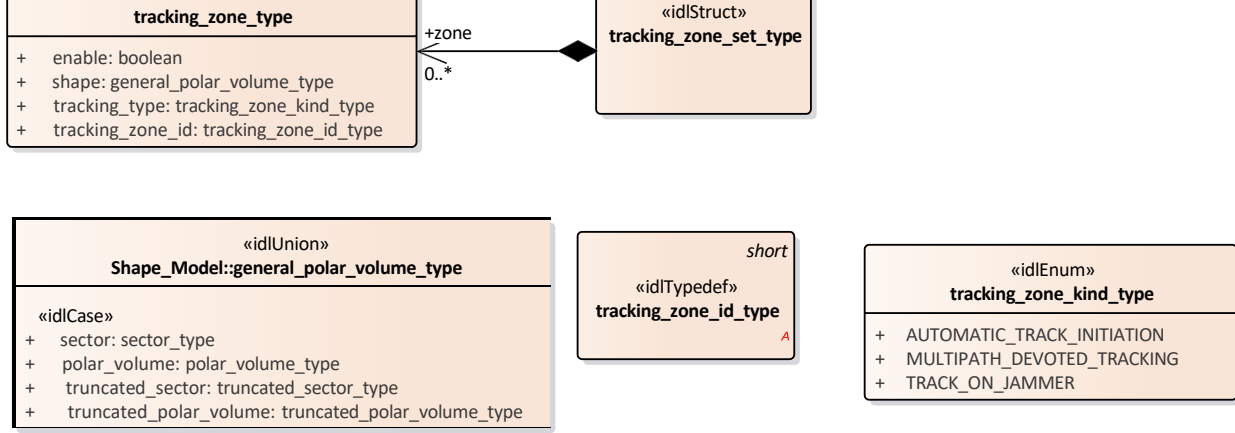 tracking_zone_type
+ enable: boolean
+ shape: general_polar_volume_type
+ tracking_type: tracking_zone_kind_type
+ tracking_zone_id: tracking_zone_id_type
+zone
0..*
«idlStruct»
tracking_zone_set_type
«idlUnion»
Shape_Model::general_polar_volume_type
«idlCase»
+ sector: sector_type
+ polar_volume: polar_volume_type
+ truncated_sector: truncated_sector_type
+ truncated_polar_volume: truncated_polar_volume_type
short
«idlTypedef»
tracking_zone_id_type
A
«idlEnum»
tracking_zone_kind_type
+ AUTOMATIC_TRACK_INITIATION
+ MULTIPATH_DEVOTED_TRACKING
+ TRACK_ON_JAMMER